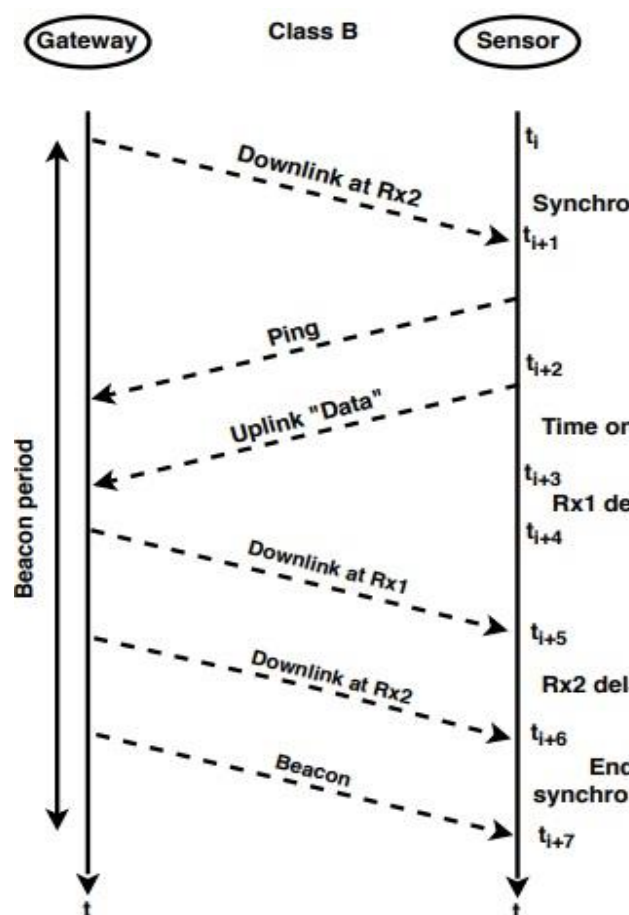 Gateway
Class B
Sensor
t_i
Downlink at Rx2
Synchro
t_i+1
Ping
t_i+2
Uplink "Data"
Time on
t_i+3
Rx1 de
t_i+4
Beacon period
Downlink at Rx1
t_i+5
Downlink at Rx2
Rx2 del
t_i+6
Beacon
End
synchro
t_i+7
t
t